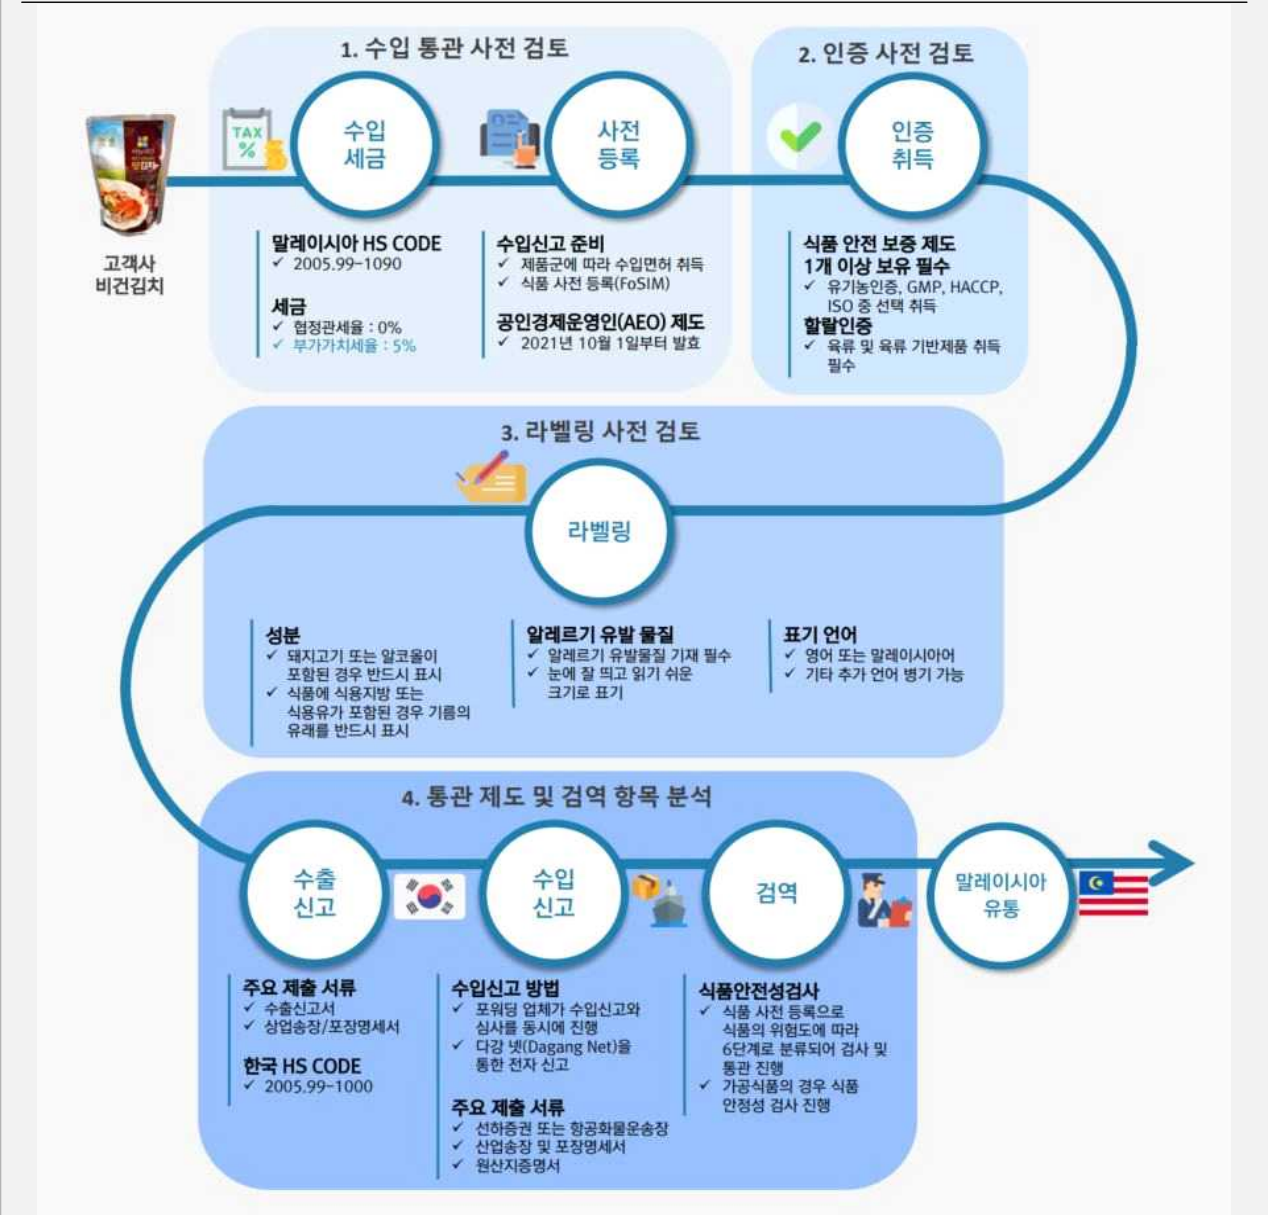 1. 수입 통관 사전 검토
2. 인증 사전 검토
TAX
%
수입
세금
사전
등록
인증
취득
고객사
비건김치
말레이시아 HS CODE
✓ 2005.99-1090
세금
✓ 협정관세율 : 0%
✓ 부가가치세율 : 5%
수입신고 준비
✓ 제품군에 따라 수입면허 취득
✓ 식품 사전 등록(FoSIM)
공인경제운영인(AEO) 제도
✓ 2021년 10월 1일부터 발효
식품 안전 보증 제도
1개 이상 보유 필수
✓ 유기농인증, GMP, HACCP,
ISO 중 선택 취득
할랄인증
✓ 육류 및 육류 기반제품 취득
필수
3. 라벨링 사전 검토
라벨링
성분
✓ 돼지고기 또는 알코올이
포함된 경우 반드시 표시
✓ 식품에 식용지방 또는
식용유가 포함된 경우 기름의
유래를 반드시 표시
알레르기 유발 물질
✓ 알레르기 유발물질 기재 필수
✓ 눈에 잘 띄고 읽기 쉬운
크기로 표기
표기 언어
✓ 영어 또는 말레이시아어
✓ 기타 추가 언어 병기 가능
4. 통관 제도 및 검역 항목 분석
수출
신고
수입
신고
검역
말레이시아
유통
주요 제출 서류
✓ 수출신고서
✓ 상업송장/포장명세서
한국 HS CODE
✓ 2005.99-1000
수입신고 방법
✓ 포워딩 업체가 수입신고와
심사를 동시에 진행
✓ 다강 넷(Dagang Net)을
통한 전자 신고
주요 제출 서류
✓ 선하증권 또는 항공화물운송장
✓ 산업송장 및 포장명세서
✓ 원산지증명서
식품안전성검사
✓ 식품 사전 등록으로
식품의 위험도에 따라
6단계로 분류되어 검사 및
통관 진행
✓ 가공식품의 경우 식품
안정성 검사 진행